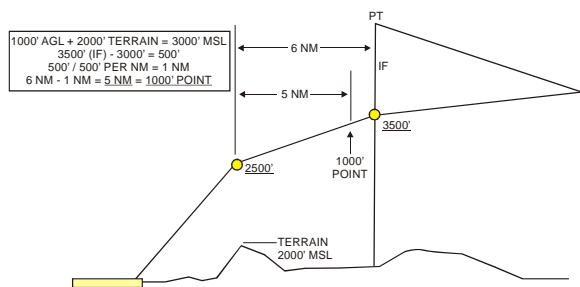 1000' AGL + 2000' TERRAIN = 3000' MSL
3500' (IF) - 3000' = 500'
500' / 500' PER NM = 1 NM
6 NM - 1 NM = 5 NM = 1000' POINT
PT
6 NM
IF
5 NM
3500'
1000'
POINT
2500'
TERRAIN
2000' MSL